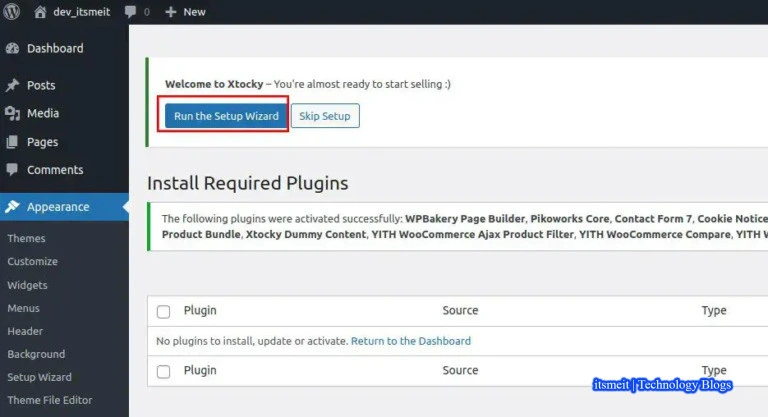 dev_itsmeit 0 New
Dashboard
Posts
Media
Pages
Comments
Appearance
Themes
Customize
Widgets
Menus
Header
Background
Setup Wizard
Theme File Editor
Welcome to Xtocky – You're almost ready to start selling :)
Run the Setup Wizard Skip Setup
Install Required Plugins
The following plugins were activated successfully: WPBakery Page Builder, Pikoworks Core, Contact Form 7, Cookie Notice
Product Bundle, Xtocky Dummy Content, YITH WooCommerce Ajax Product Filter, YITH WooCommerce Compare, YITH W
Plugin Source Type
No plugins to install, update or activate. Return to the Dashboard
Plugin Source Type
itsmeit | Technology Blogs